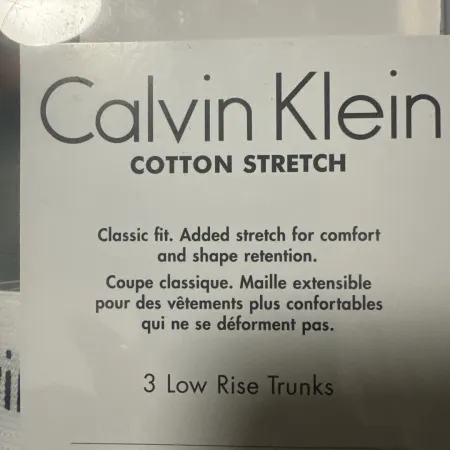 Calvin Klein
COTTON STRETCH
Classic fit. Added stretch for comfort
and shape retention.
Coupe classique. Maille extensible
pour des vêtements plus confortables
qui ne se déforment pas.
3 Low Rise Trunks